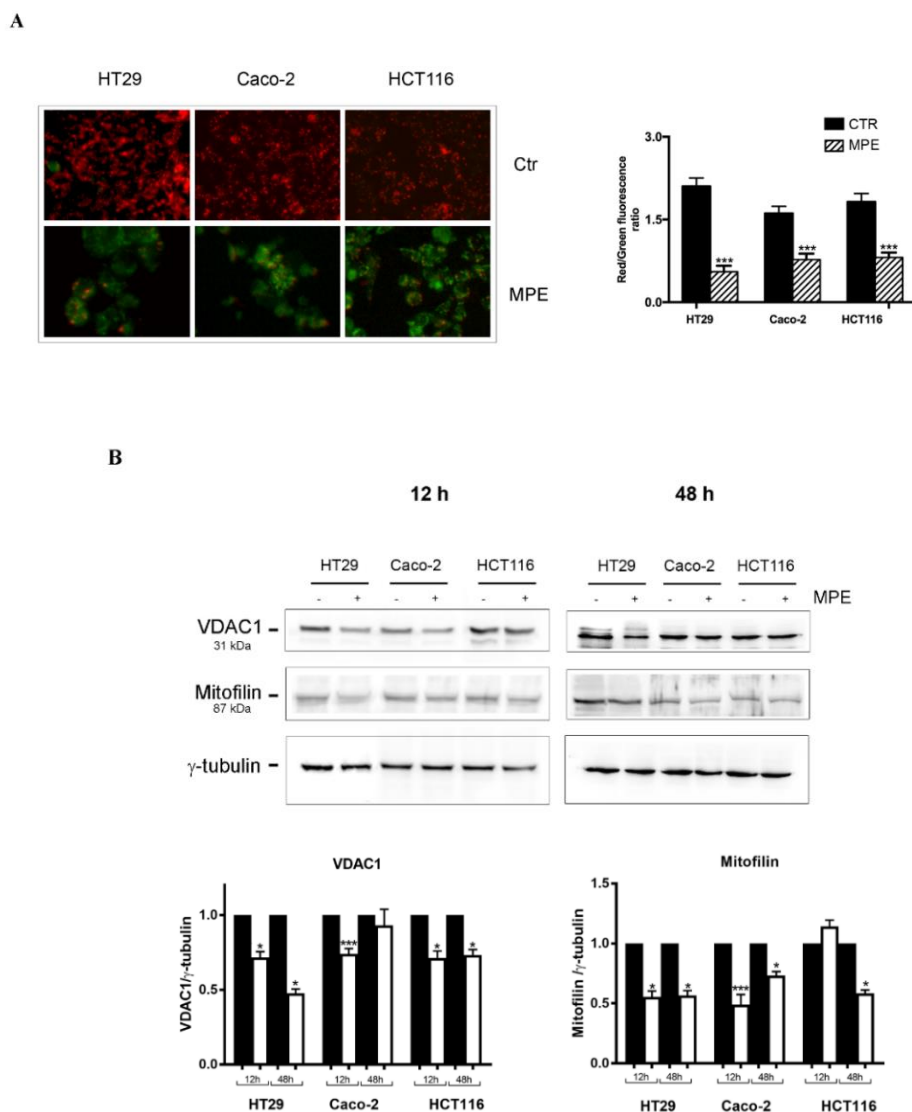 A
HT29 Caco-2 HCT116
Ctr
MPE
CTR
MPE
Red/Green fluorescence
ratio
3.0
1.5
0.0
***
***
***
HT29 Caco-2 HCT116
B
12 h 48 h
HT29 Caco-2 HCT116 HT29 Caco-2 HCT116
- + - + - + - + - + - + MPE
VDAC1
31 kDa
Mitofilin
87 kDa
γ-tubulin
VDAC1
VDAC1/γ-tubulin
1.0
0.5
0.0
* * *** * *
12h 48h 12h 48h 12h 48h
HT29 Caco-2 HCT116
Mitofilin
Mitofilin /γ-tubulin
1.5
1.0
0.5
0.0
* * *** * *
12h 48h 12h 48h 12h 48h
HT29 Caco-2 HCT116